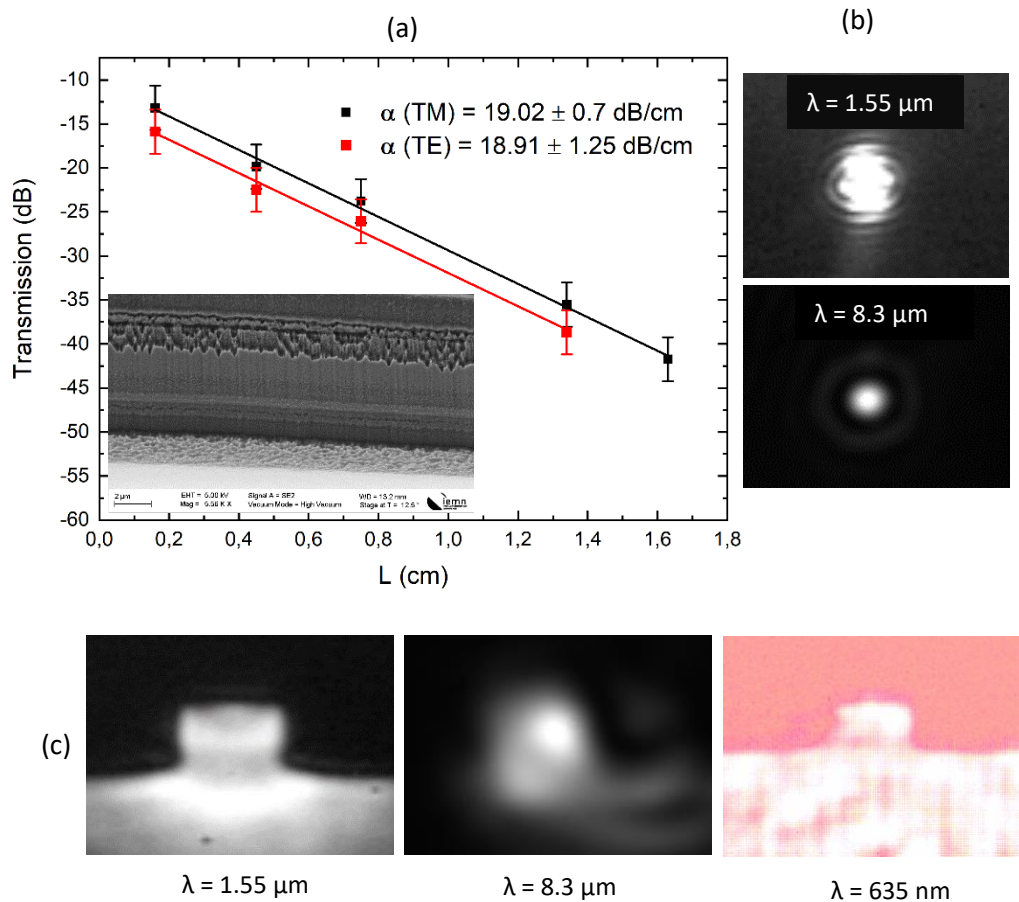 (a)
(b)
Transmission (dB)
-10
-15
-20
-25
-30
-35
-40
-45
-50
-55
-60
α (TM) = 19.02 ± 0.7 dB/cm
α (TE) = 18.91 ± 1.25 dB/cm
2 µm
EHT = 5.00 kV
Mag = 6.56 K X
Signal A = SE2
Vacuum Mode = High Vacuum
WD = 13.2 mm
Stage at T = 12.5 °
iemn
0,0 0,2 0,4 0,6 0,8 1,0 1,2 1,4 1,6 1,8
L (cm)
λ = 1.55 µm
λ = 8.3 µm
(c)
λ = 1.55 µm
λ = 8.3 µm
λ = 635 nm